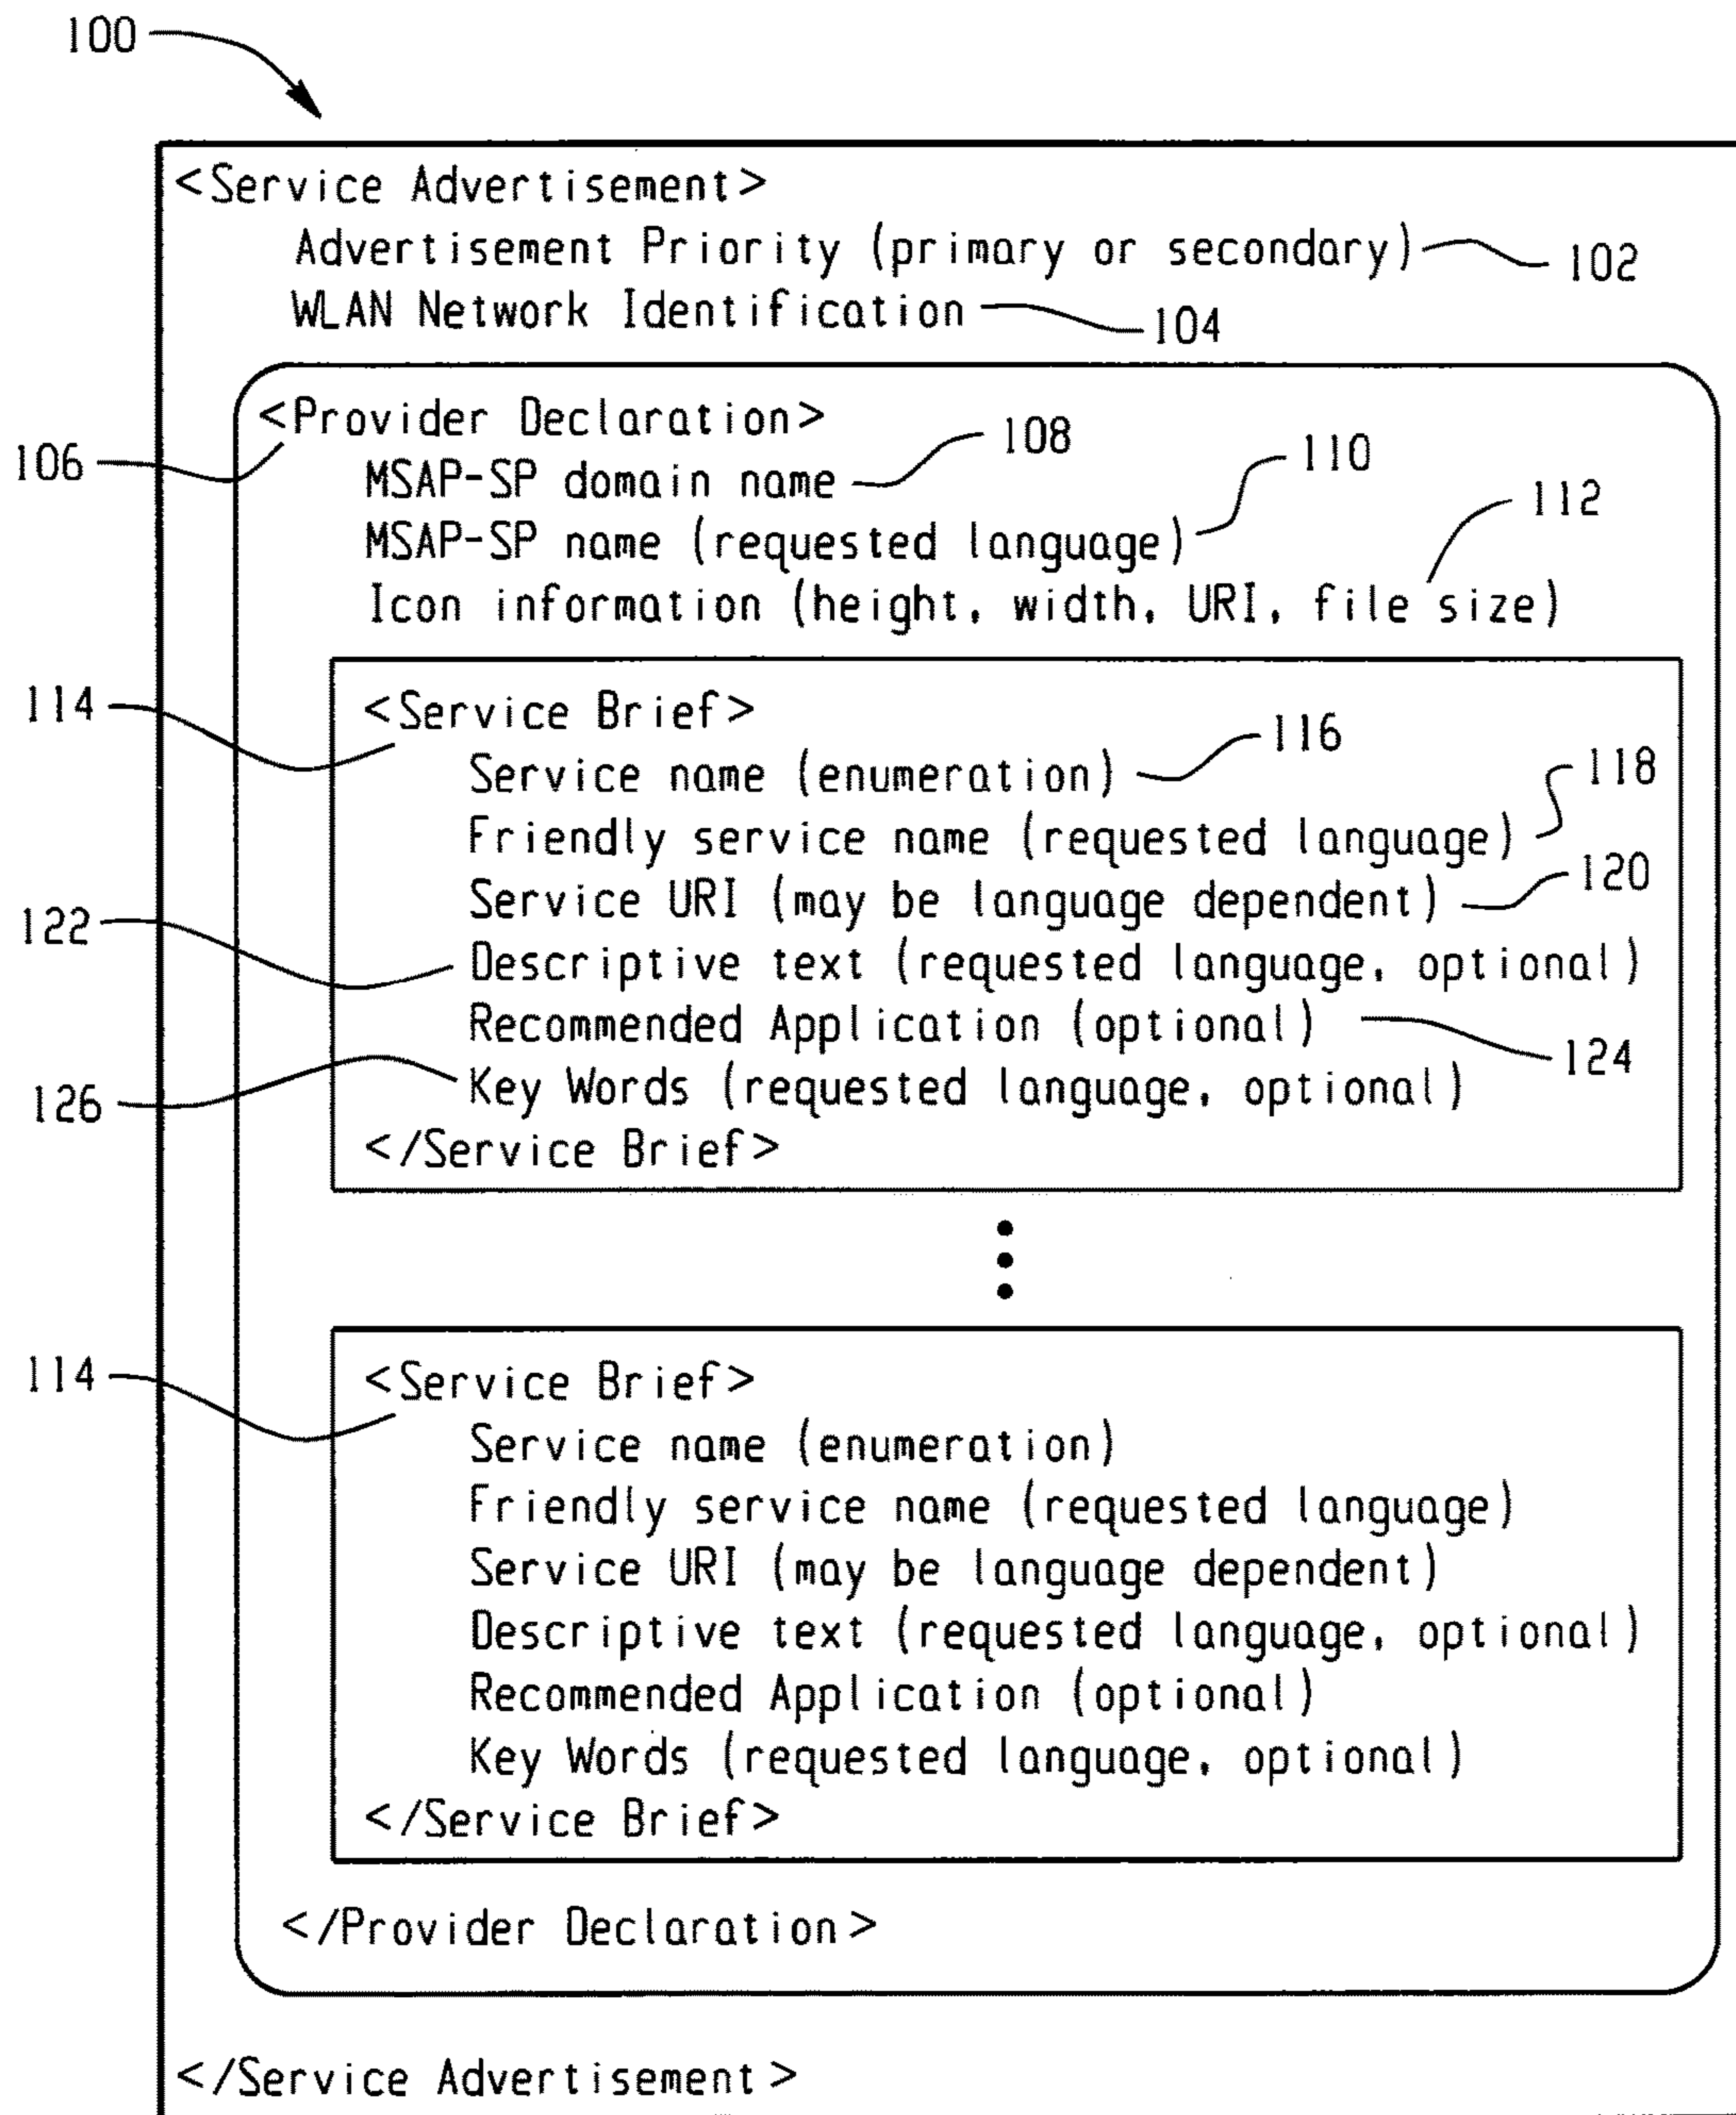 100
<Service Advertisement>
Advertisement Priority (primary or secondary) 102
WLAN Network Identification 104
<Provider Declaration>
106
108
MSAP-SP domain name
110
MSAP-SP name (requested language)
112
Icon information (height, width, URI, file size)
114
<Service Brief>
116
Service name (enumeration)
118
Friendly service name (requested language)
120
Service URI (may be language dependent)
122
Descriptive text (requested language, optional)
Recommended Application (optional)
124
126
Key Words (requested language, optional)
</Service Brief>
114
<Service Brief>
Service name (enumeration)
Friendly service name (requested language)
Service URI (may be language dependent)
Descriptive text (requested language, optional)
Recommended Application (optional)
Key Words (requested language, optional)
</Service Brief>
</Provider Declaration>
</Service Advertisement>